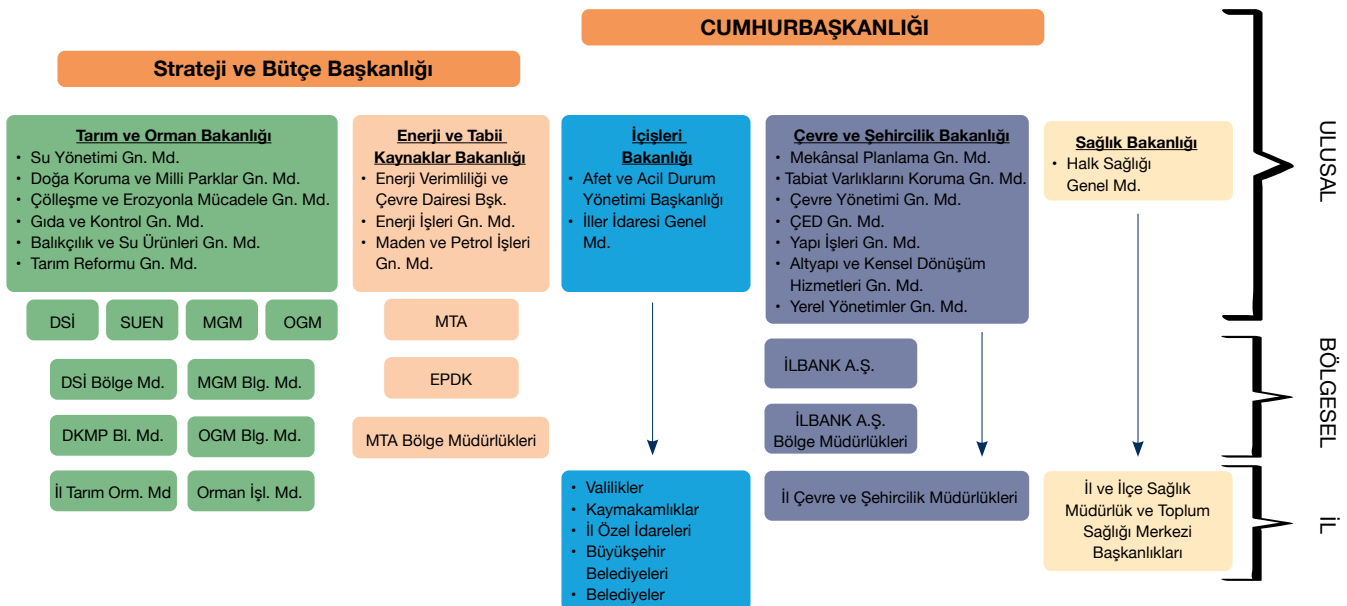 CUMHURBAŞKANLIĞI
Strateji ve Bütçe Başkanlığı
Tarım ve Orman Bakanlığı
• Su Yönetimi Gn. Md.
• Doğa Koruma ve Milli Parklar Gn. Md.
• Çölleşme ve Erozyonla Mücadele Gn. Md.
• Gıda ve Kontrol Gn. Md.
• Balıkçılık ve Su Ürünleri Gn. Md.
• Tarım Reformu Gn. Md.
DSİ
SUEN
MGM
OGM
DSİ Bölge Md.
MGM Blg. Md.
DKMP Bl. Md.
OGM Blg. Md.
İl Tarım Orm. Md
Orman İşl. Md.
Enerji ve Tabii
Kaynaklar Bakanlığı
• Enerji Verimliliği ve
Çevre Dairesi Bşk.
• Enerji İşleri Gn. Md.
• Maden ve Petrol İşleri
Gn. Md.
MTA
EPDK
MTA Bölge Müdürlükleri
İçişleri
Bakanlığı
• Afet ve Acil Durum
Yönetimi Başkanlığı
• İller İdaresi Genel
Md.
• Valilikler
• Kaymakamlıklar
• İl Özel İdareleri
• Büyükşehir
Belediyeleri
• Belediyeler
Çevre ve Şehircilik Bakanlığı
• Mekânsal Planlama Gn. Md.
• Tabiat Varlıklarını Koruma Gn. Md.
• Çevre Yönetimi Gn. Md.
• ÇED Gn. Md.
• Yapı İşleri Gn. Md.
• Altyapı ve Kensel Dönüşüm
Hizmetleri Gn. Md.
• Yerel Yönetimler Gn. Md.
İLBANK A.Ş.
İLBANK A.Ş.
Bölge Müdürlükleri
İl Çevre ve Şehircilik Müdürlükleri
Sağlık Bakanlığı
• Halk Sağlığı
Genel Md.
İl ve İlçe Sağlık
Müdürlük ve Toplum
Sağlığı Merkezi
Başkanlıkları
ULUSAL
BÖLGESEL
İL